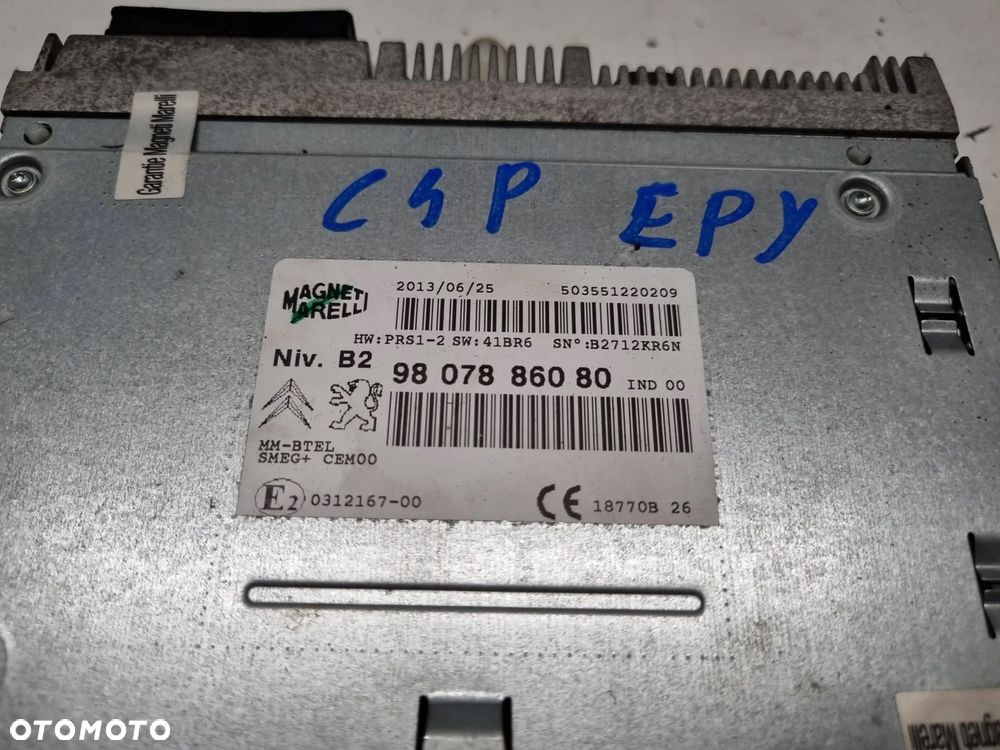 Garantie Magneti Marelli
C4P EPY
MAGNETI MARELLI
2013/06/25 503551220209
HW:PRS1-2 SW:41BR6 SN°:B2712KR6N
Niv. B2 98 078 860 80 IND 00
MM-BTEL
SMEG+ CEM00
E2 0312167-00 CE 18770B 26
OTOMOTO